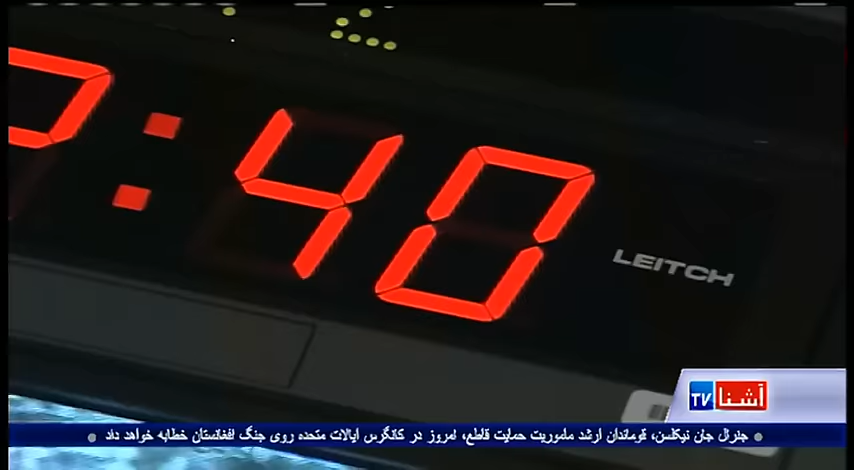 :40
LEITCH
TV آشنا
جنرال جان نیکلسن، قوماندان ارشد ماموریت حمایت قاطع، امروز در کانگرس ایالات متحده روی جنگ افغانستان خطابه خواهد داد